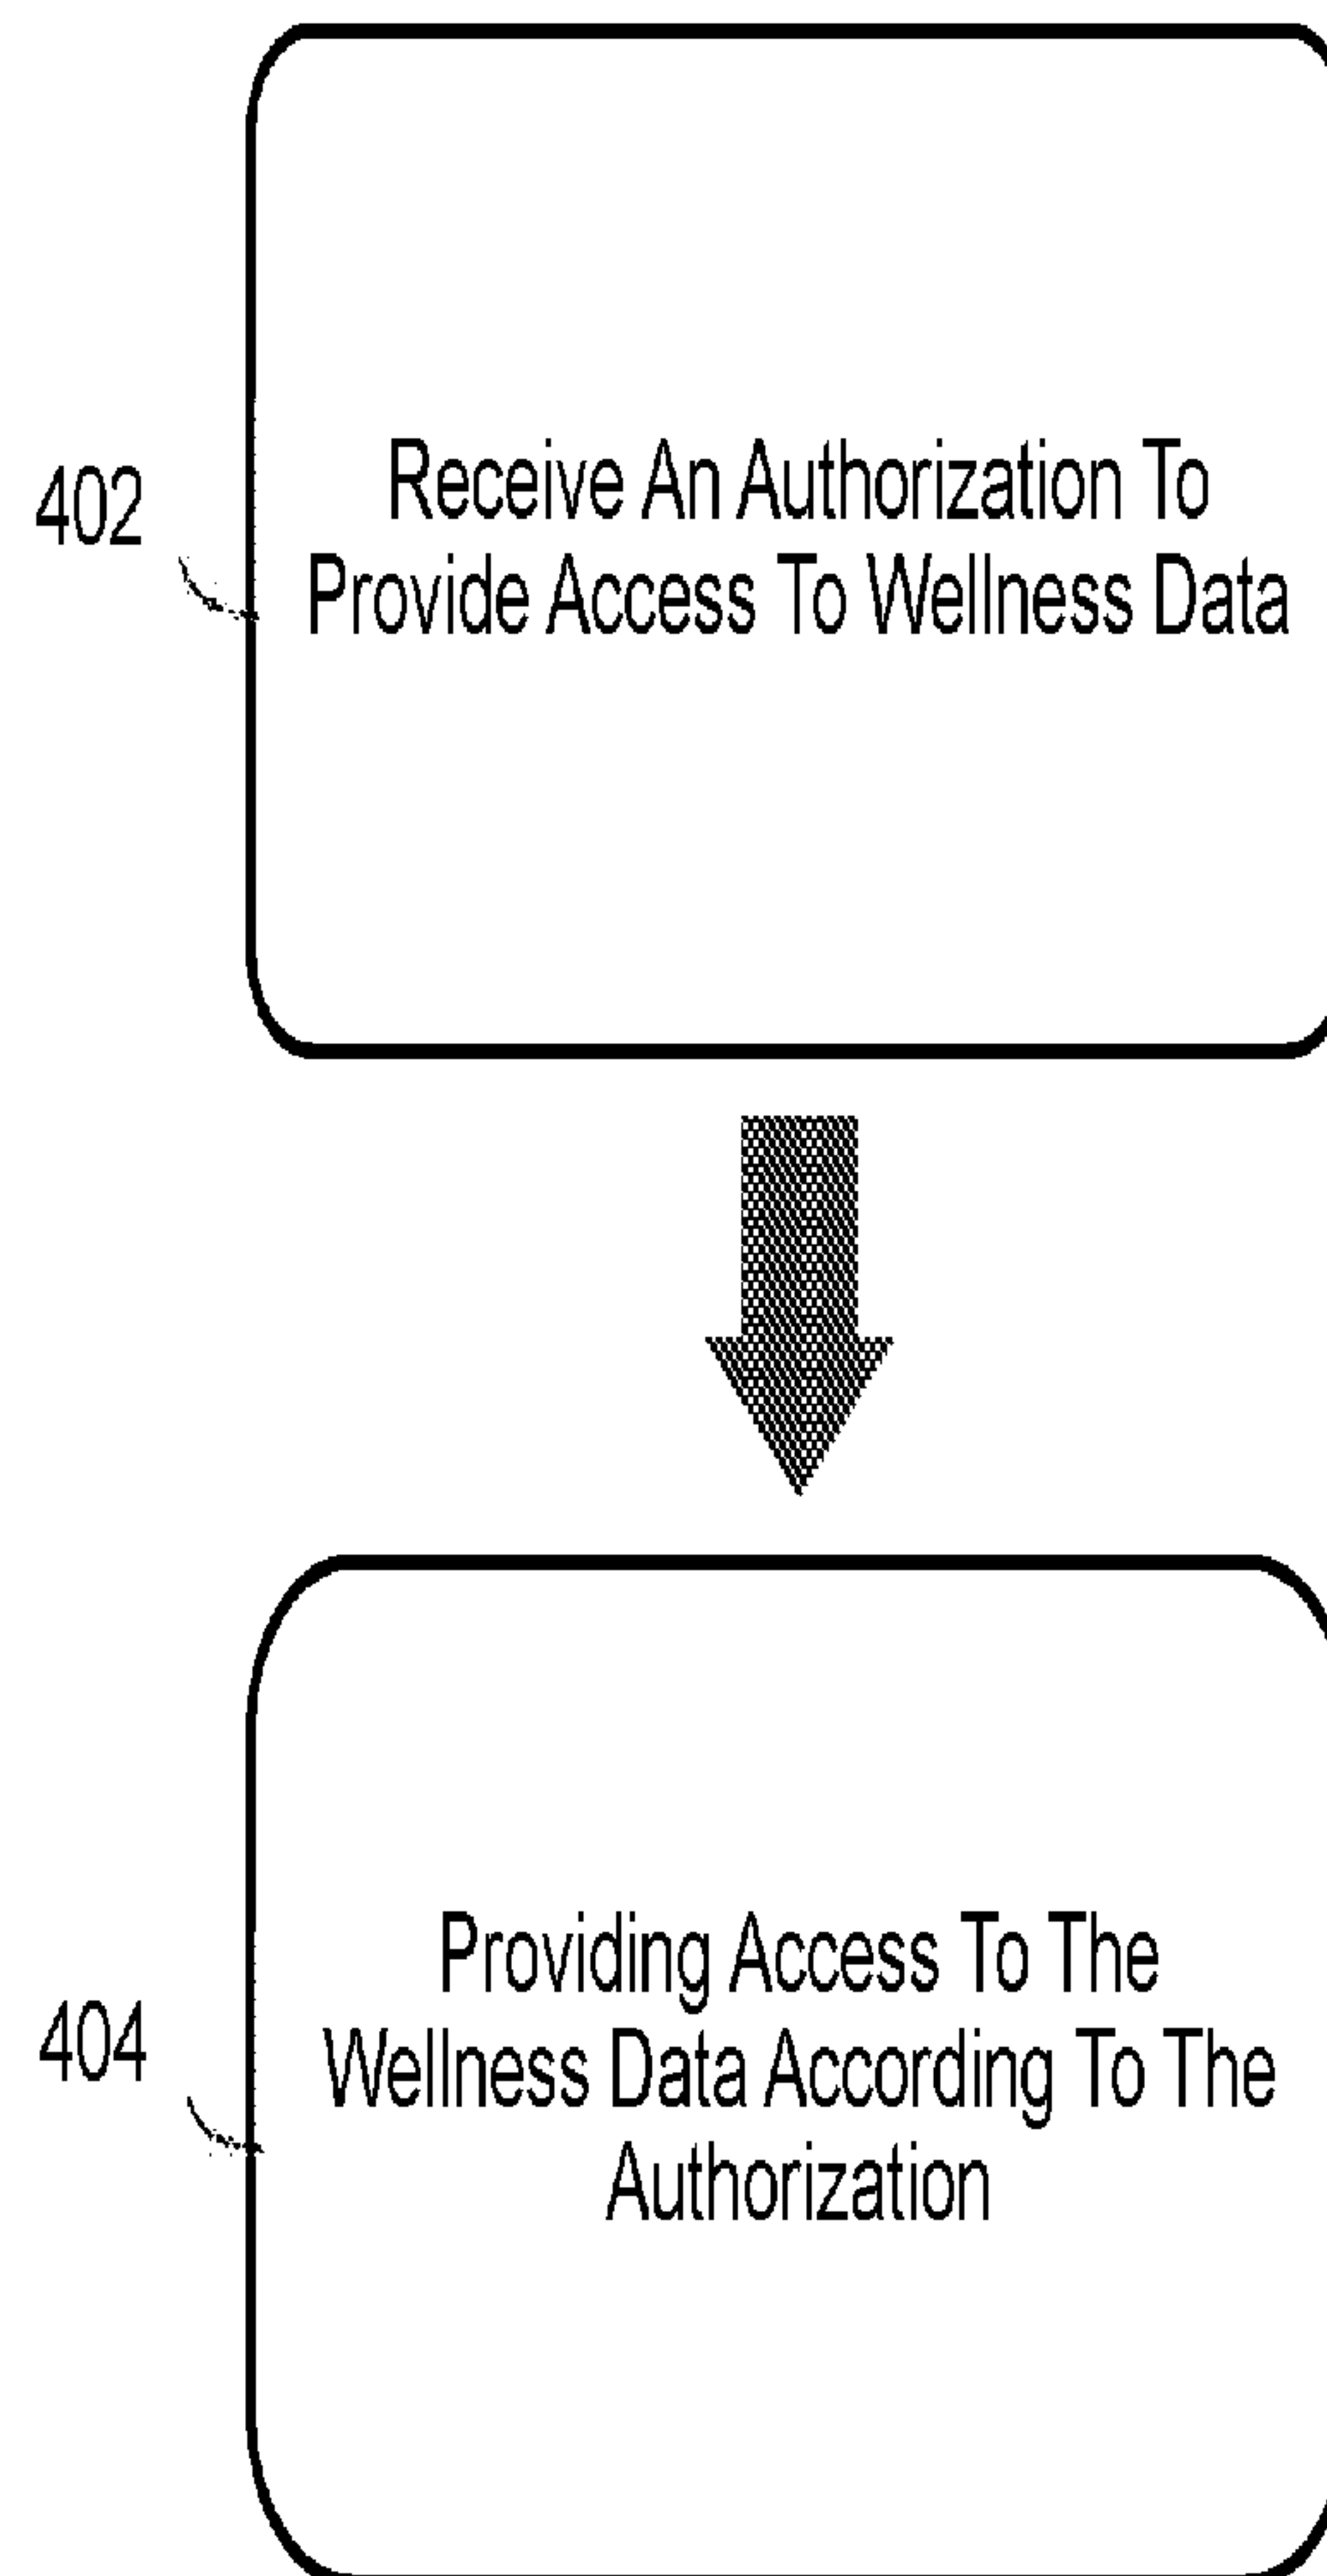 402
Receive An Authorization To
Provide Access To Wellness Data
404
Providing Access To The
Wellness Data According To The
Authorization